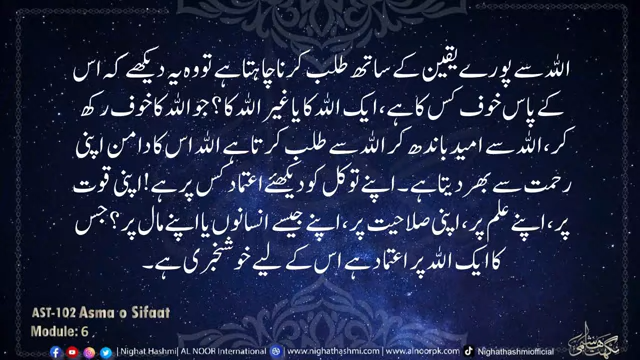 اللہ سے پورے یقین کے ساتھ طلب کرنا چاہتا ہے تو وہ یہ دیکھے کہ اس
کے پاس خوف کس کا ہے، ایک اللہ کا یا غیر اللہ کا؟ جو اللہ کا خوف رکھ
کر، اللہ سے امید باندھ کر اللہ سے طلب کرتا ہے اللہ اس کا دامن اپنی
رحمت سے بھر دیتا ہے۔ اپنے توکل کو دیکھئے اعتماد کس پر ہے! اپنی قوت
پر، اپنے علم پر، اپنی صلاحیت پر، اپنے جیسے انسانوں یا اپنے مال پر؟ جس
کا ایک اللہ پر اعتماد ہے اس کے لیے خوشخبری ہے۔
AST-102 Asma o Sifaat
Module: 6
| Nighat Hashmi| AL NOOR International | www.nighathashmi.com | www.alnoorpk.com | Nighathashmiofficial